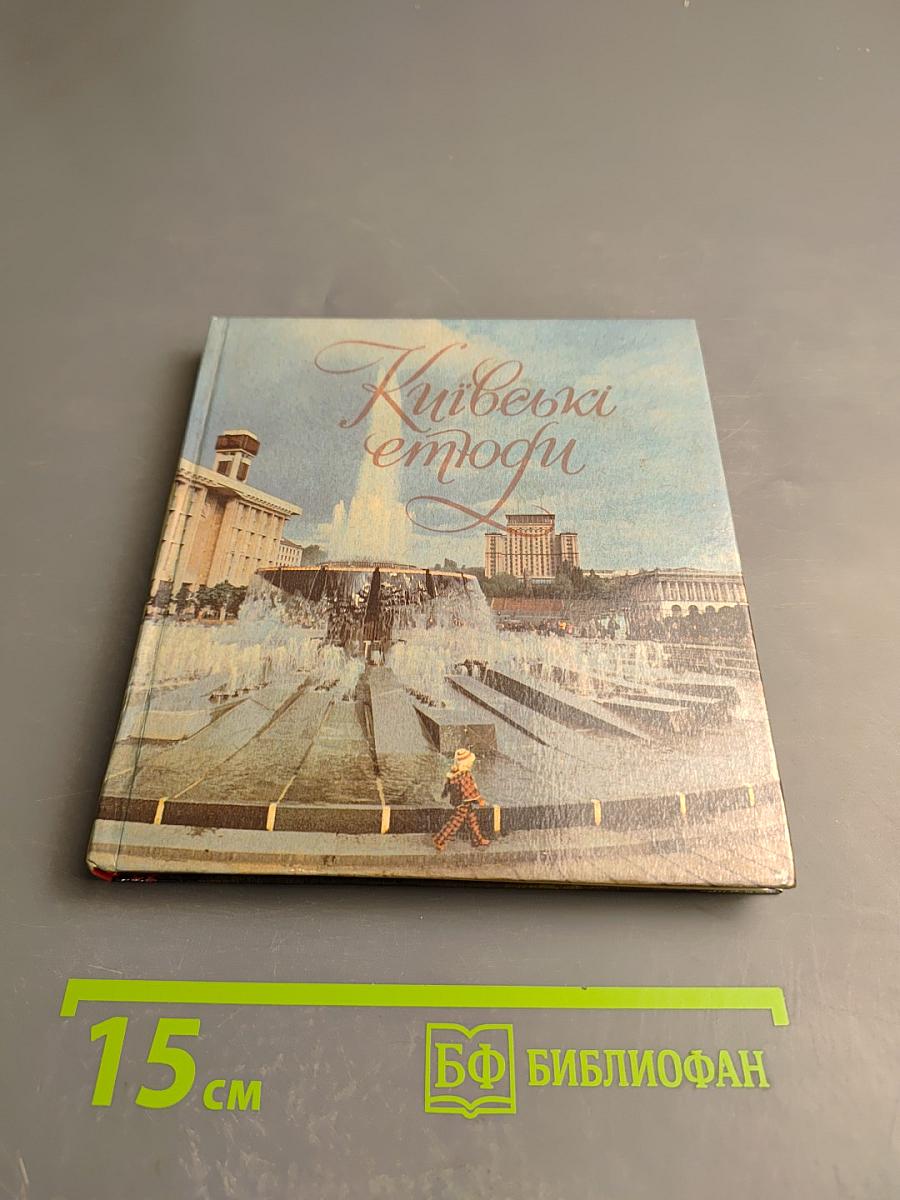 Київські
етюди
15 см
БФ БИБЛИОФАН